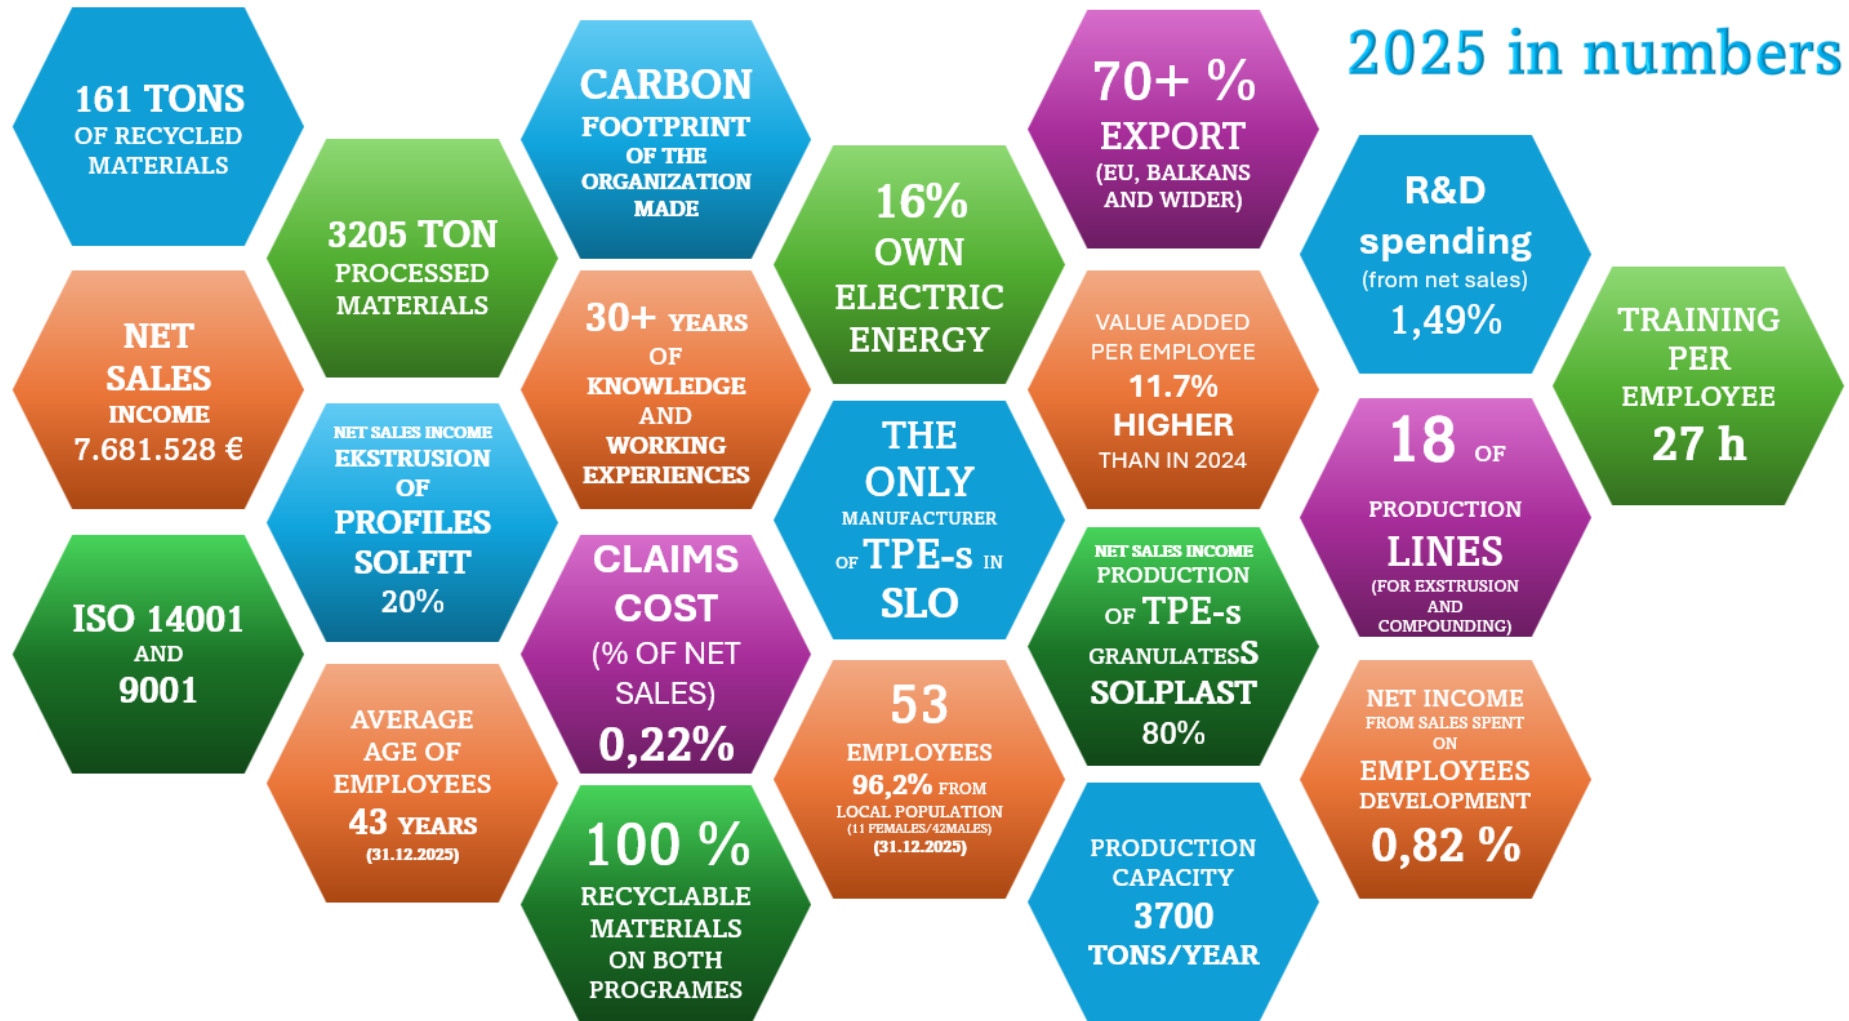 2025 in numbers
161 TONS
OF RECYCLED
MATERIALS
3205 TON
PROCESSED
MATERIALS
CARBON
FOOTPRINT
OF THE
ORGANIZATION
MADE
16%
OWN
ELECTRIC
ENERGY
70+ %
EXPORT
(EU, BALKANS
AND WIDER)
R&D
spending
(from net sales)
1,49%
TRAINING
PER
EMPLOYEE
27 h
NET
SALES
INCOME
7.681.528 €
NET SALES INCOME
EKSTRUSION
OF
PROFILES
SOLFIT
20%
30+ YEARS
OF
KNOWLEDGE
AND
WORKING
EXPERIENCES
THE
ONLY
MANUFACTURER
OF TPE-s IN
SLO
VALUE ADDED
PER EMPLOYEE
11.7%
HIGHER
THAN IN 2024
18 OF
PRODUCTION
LINES
(FOR EXSTRUSION
AND
COMPOUNDING)
ISO 14001
AND
9001
AVERAGE
AGE OF
EMPLOYEES
43 YEARS
(31.12.2025)
CLAIMS
COST
(% OF NET
SALES)
0,22%
53
EMPLOYEES
96,2% FROM
LOCAL POPULATION
(11 FEMALES/42MALES)
(31.12.2025)
NET SALES INCOME
PRODUCTION
OF TPE-s
GRANULATESS
SOLPLAST
80%
NET INCOME
FROM SALES SPENT
ON
EMPLOYEES
DEVELOPMENT
0,82 %
100 %
RECYCLABLE
MATERIALS
ON BOTH
PROGRAMES
PRODUCTION
CAPACITY
3700
TONS/YEAR